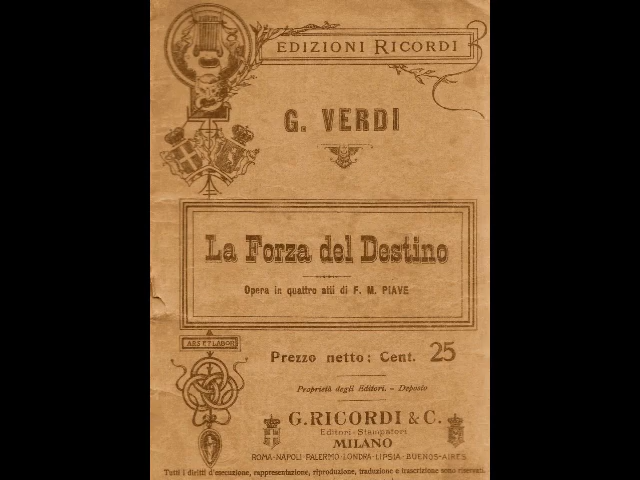 EDIZIONI RICORDI
G. VERDI
La Forza del Destino
Opera in quattro atti di F. M. PIAVE
ARS ET LABOR
Prezzo netto: Cent. 25
Proprietà degli Editori. - Deposto
G. RICORDI & C.
Editori-Stampatori
MILANO
ROMA-NAPOLI-PALERMO-LONDRA-LIPSIA-BUENOS-AIRES
Tutti i diritti d'esecuzione, rappresentazione, riproduzione, traduzione e trascrizione sono riservati.